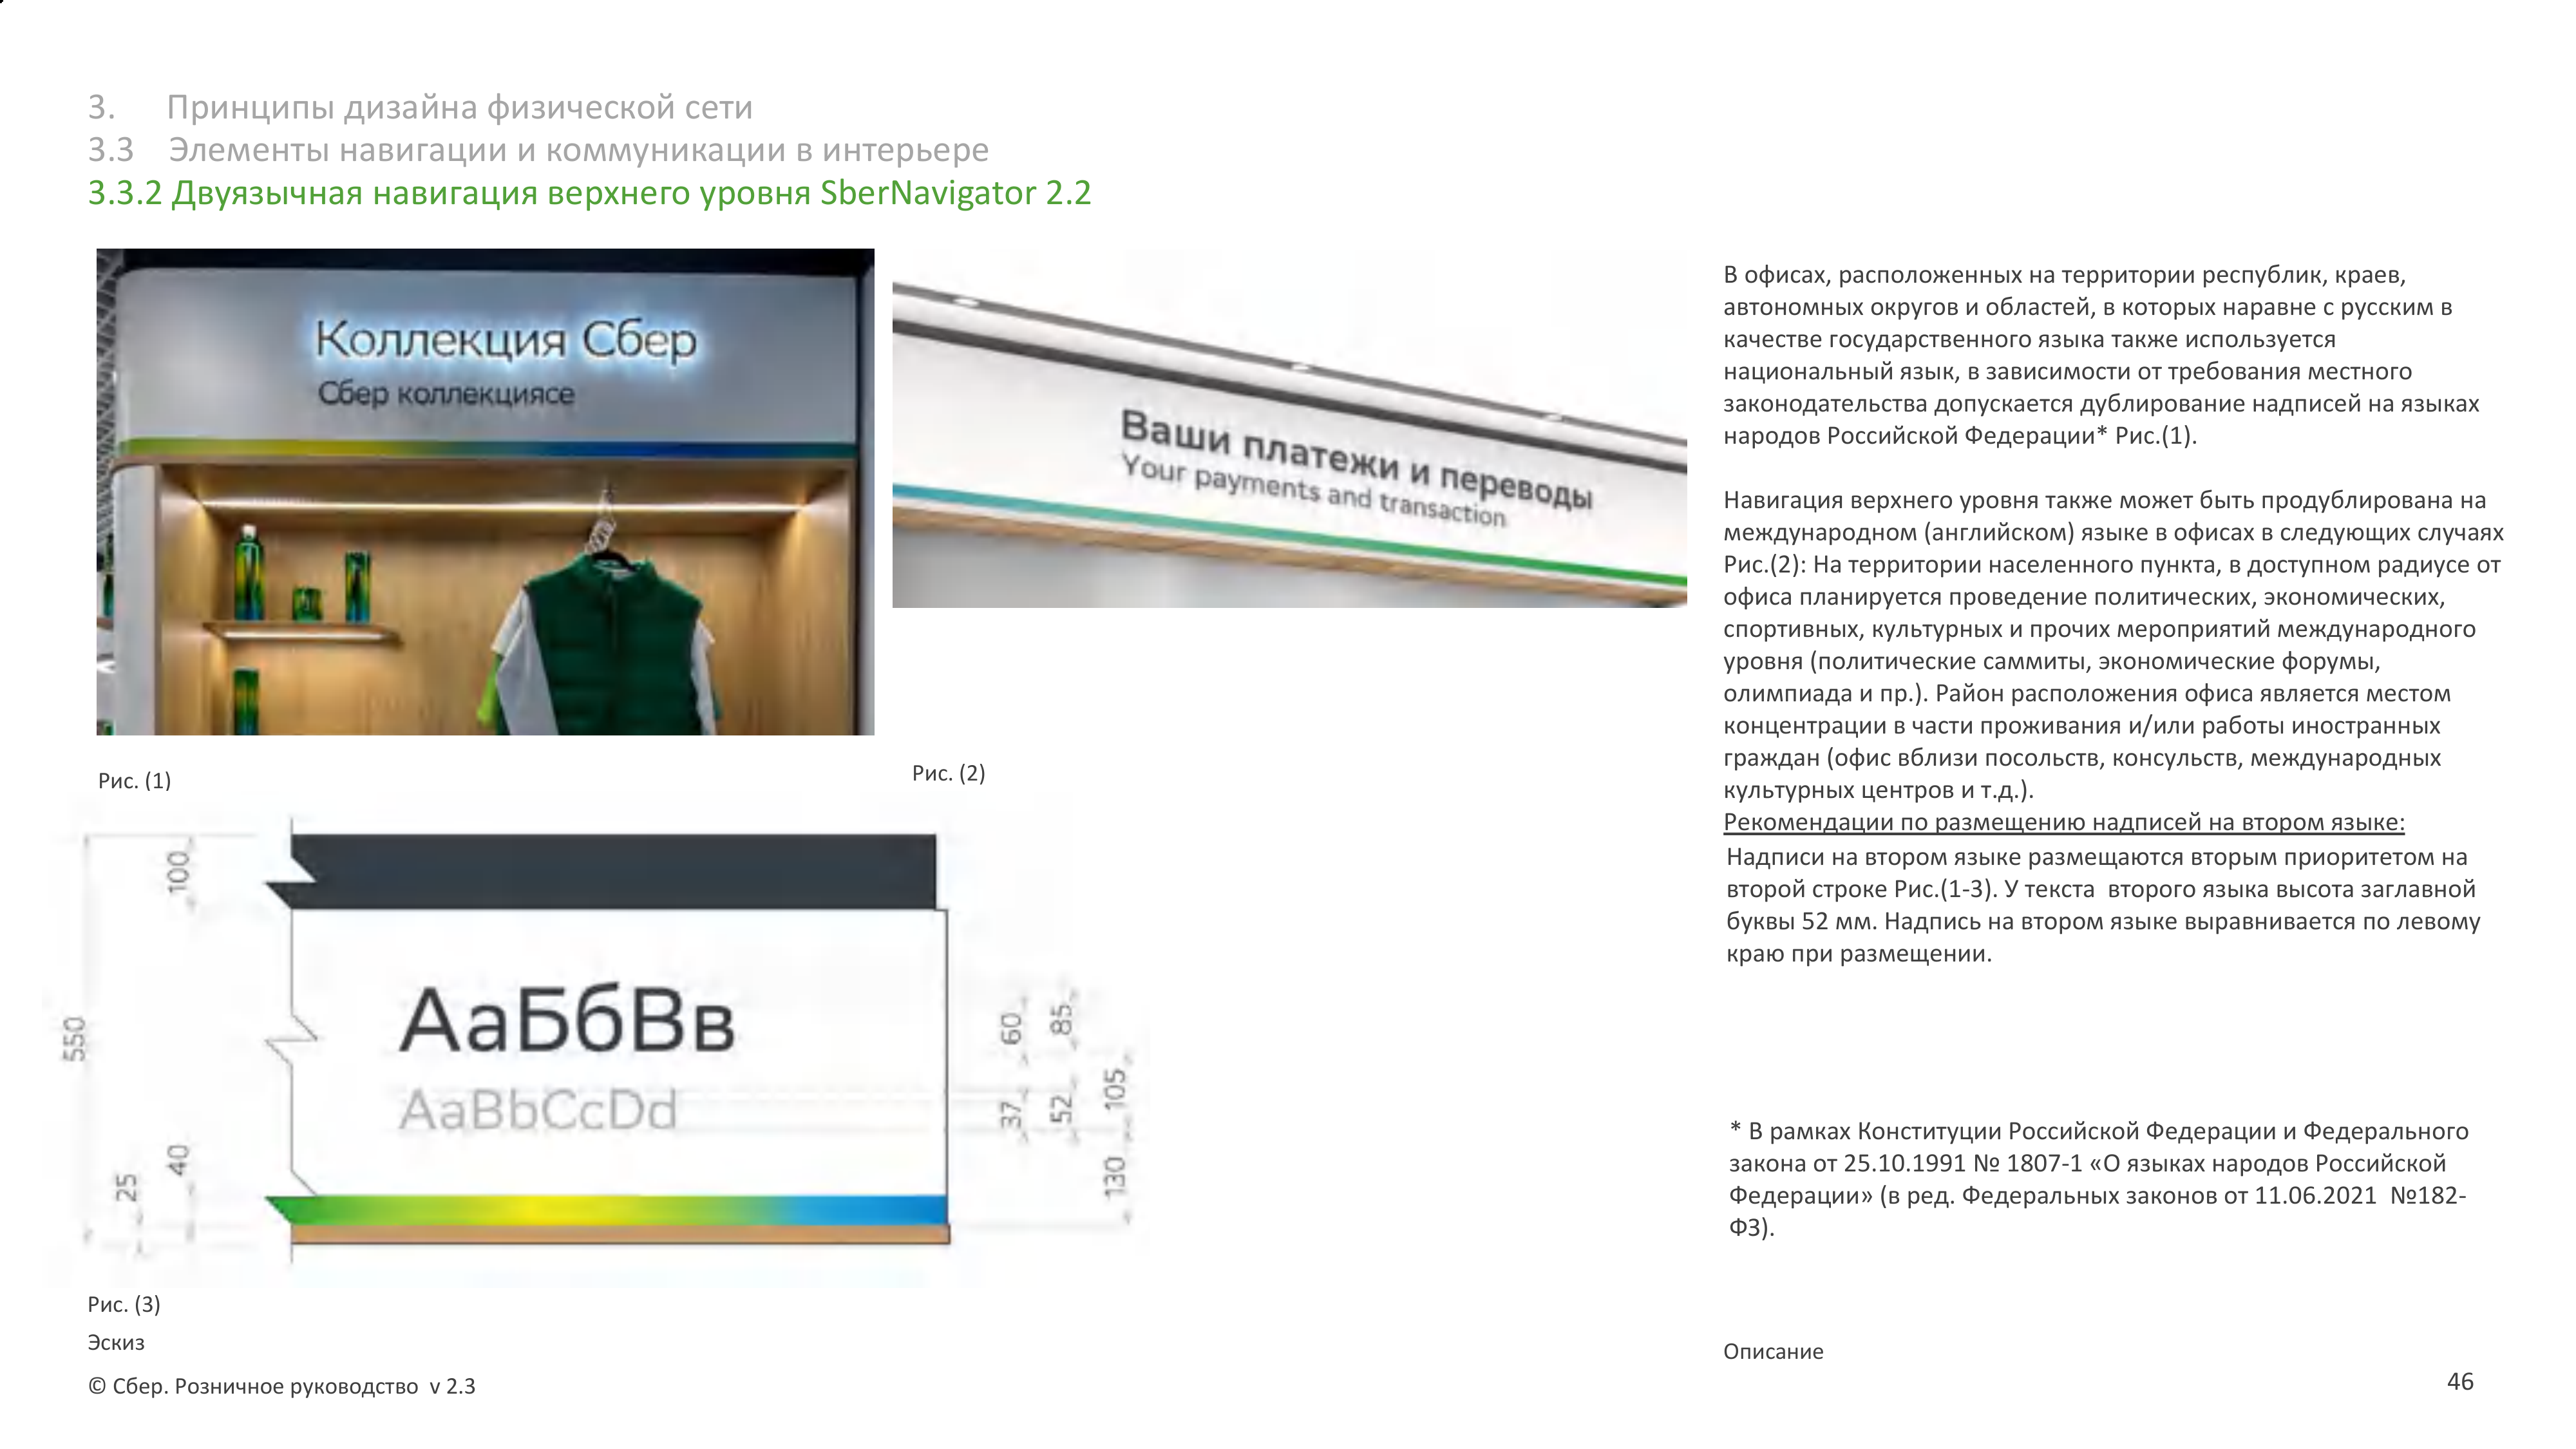 3. Принципы дизайна физической сети
3.3 Элементы навигации и коммуникации в интерьере
3.3.2 Двуязычная навигация верхнего уровня SberNavigator 2.2
Коллекция Сбер
Сбер коллекциясе
Рис. (1)
Ваши платежи и переводы
Your payments and transaction
Рис. (2)
100
550
25
40
АаБбВв
AaBbCcDd
60
85
37
52
105
130
Рис. (3)
Эскиз
В офисах, расположенных на территории республик, краев,
автономных округов и областей, в которых наравне с русским в
качестве государственного языка также используется
национальный язык, в зависимости от требования местного
законодательства допускается дублирование надписей на языках
народов Российской Федерации* Рис.(1).
Навигация верхнего уровня также может быть продублирована на
международном (английском) языке в офисах в следующих случаях
Рис.(2): На территории населенного пункта, в доступном радиусе от
офиса планируется проведение политических, экономических,
спортивных, культурных и прочих мероприятий международного
уровня (политические саммиты, экономические форумы,
олимпиада и пр.). Район расположения офиса является местом
концентрации в части проживания и/или работы иностранных
граждан (офис вблизи посольств, консульств, международных
культурных центров и т.д.).
Рекомендации по размещению надписей на втором языке:
Надписи на втором языке размещаются вторым приоритетом на
второй строке Рис.(1-3). У текста второго языка высота заглавной
буквы 52 мм. Надпись на втором языке выравнивается по левому
краю при размещении.
* В рамках Конституции Российской Федерации и Федерального
закона от 25.10.1991 № 1807-1 «О языках народов Российской
Федерации» (в ред. Федеральных законов от 11.06.2021 №182-
ФЗ).
Описание
© Сбер. Розничное руководство v 2.3
46